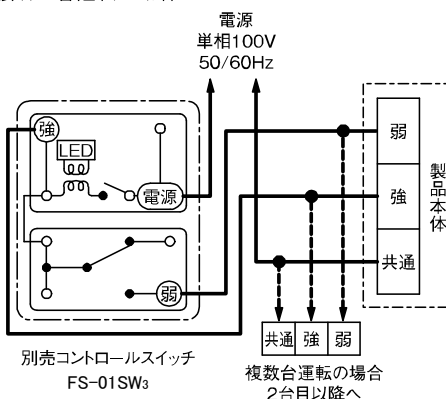 電源
単相100V
50/60Hz
強
LED
電源
弱
弱
強
共通
製品本体
共通 強 弱
別売コントロールスイッチ
FS-01SW₃
複数台運転の場合
2台目以降へ